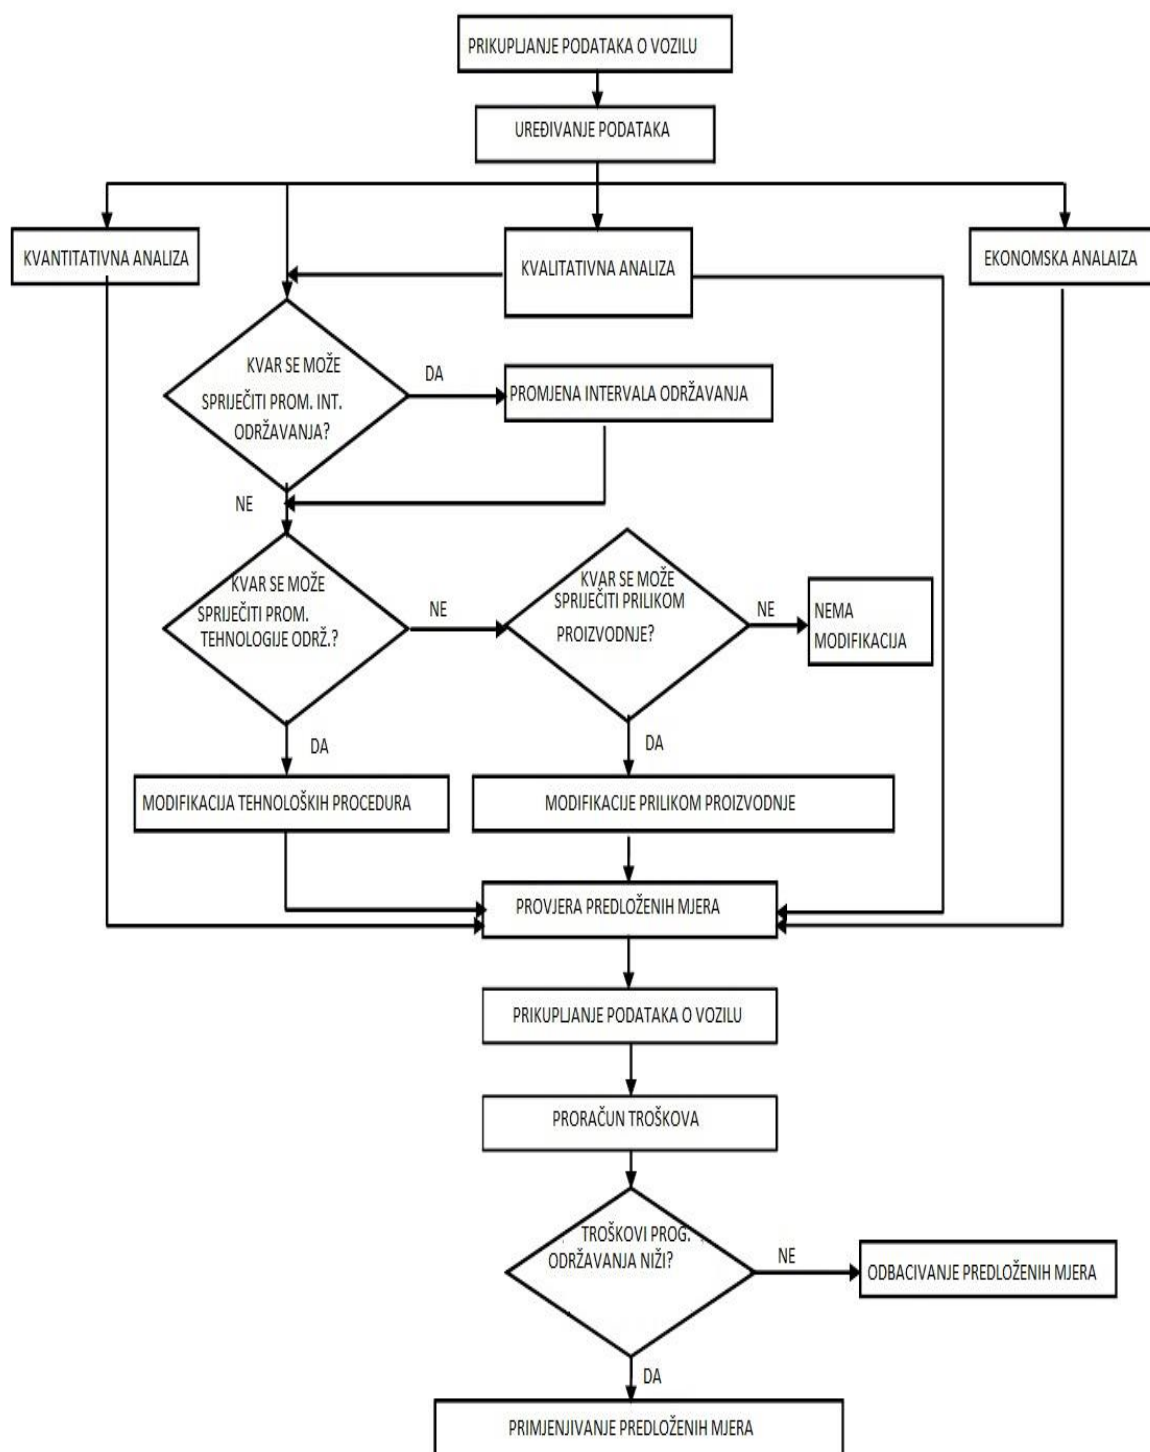 PRIKUPLJANJE PODATAKA O VOZILU
UREĐIVANJE PODATAKA
KVANTITATIVNA ANALIZA
KVALITATIVNA ANALIZA
EKONOMSKA ANALAIZA
KVAR SE MOŽE
SPRIJEČITI PROM. INT.
ODRŽAVANJA?
DA
PROMJENA INTERVALA ODRŽAVANJA
NE
KVAR SE MOŽE
SPRIJEČITI PROM.
TEHNOLOGIJE ODRŽ.?
NE
KVAR SE MOŽE
SPRIJEČITI PRILIKOM
PROIZVODNJE?
NE
NEMA
MODIFIKACIJA
DA
DA
MODIFIKACIJA TEHNOLOŠKIH PROCEDURA
MODIFIKACIJE PRILIKOM PROIZVODNJE
PROVJERA PREDLOŽENIH MJERA
PRIKUPLJANJE PODATAKA O VOZILU
PRORAČUN TROŠKOVA
TROŠKOVI PROG.
ODRŽAVANJA NIŽI?
NE
ODBACIVANJE PREDLOŽENIH MJERA
DA
PRIMJENJIVANJE PREDLOŽENIH MJERA